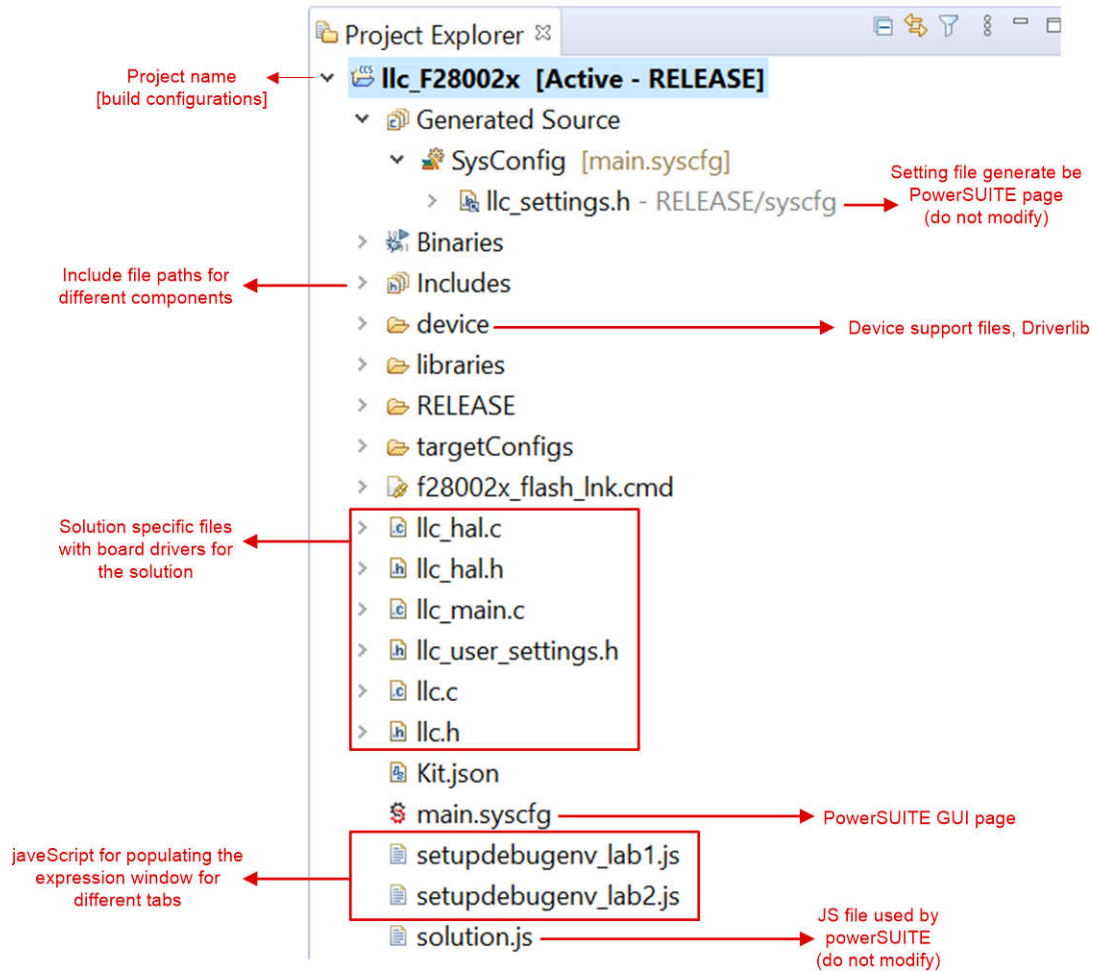 Project Explorer
Project name
[build configurations]
llc_F28002x [Active - RELEASE]
Generated Source
SysConfig [main.syscfg]
llc_settings.h - RELEASE/syscfg
Setting file generate be
PowerSUITE page
(do not modify)
Binaries
Include file paths for
different components
Includes
device
Device support files, Driverlib
libraries
RELEASE
targetConfigs
f28002x_flash_lnk.cmd
Solution specific files
with board drivers for
the solution
llc_hal.c
llc_hal.h
llc_main.c
llc_user_settings.h
llc.c
llc.h
Kit.json
main.syscfg
PowerSUITE GUI page
javeScript for populating the
expression window for
different tabs
setupdebugenv_lab1.js
setupdebugenv_lab2.js
solution.js
JS file used by
powerSUITE
(do not modify)